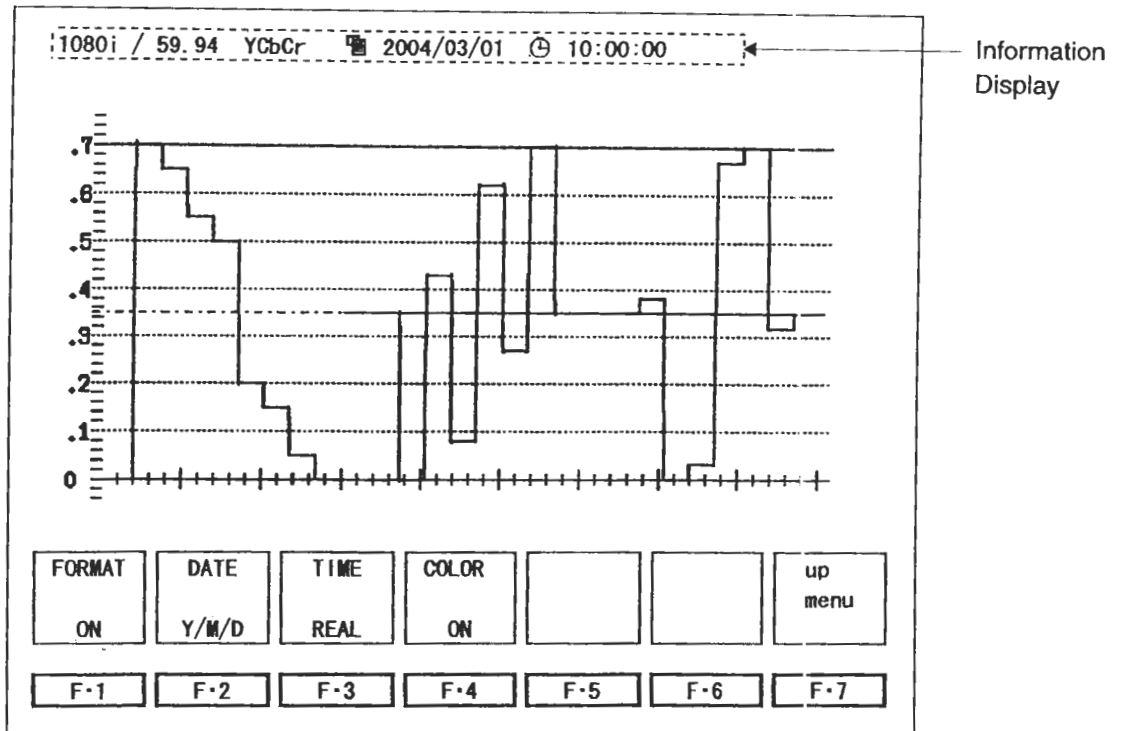 1080i / 59.94 YCbCr 2004/03/01 10:00:00
Information
Display
.7
.6
.5
.4
.3
.2
.1
0
FORMAT DATE TIME COLOR up
menu
ON Y/M/D REAL ON
F·1 F·2 F·3 F·4 F·5 F·6 F·7